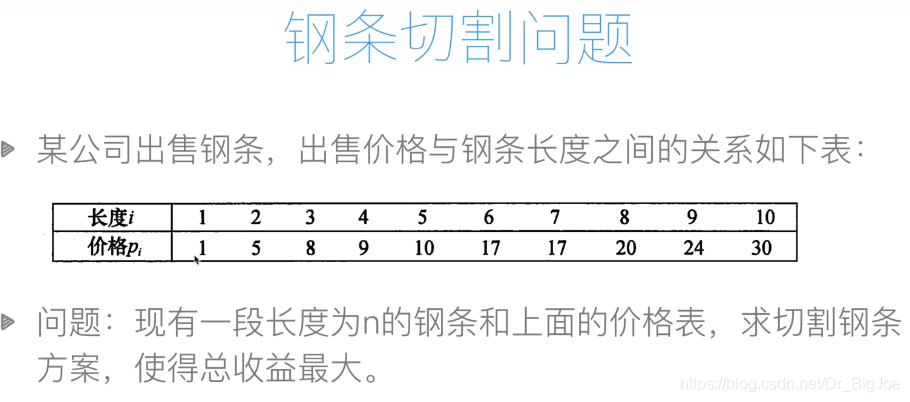 钢条切割问题
某公司出售钢条，出售价格与钢条长度之间的关系如下表：
长度i 1 2 3 4 5 6 7 8 9 10
价格pi 1 5 8 9 10 17 17 20 24 30
问题：现有一段长度为n的钢条和上面的价格表，求切割钢条
方案，使得总收益最大。
https://blog.csdn.net/Dr_BigJoe